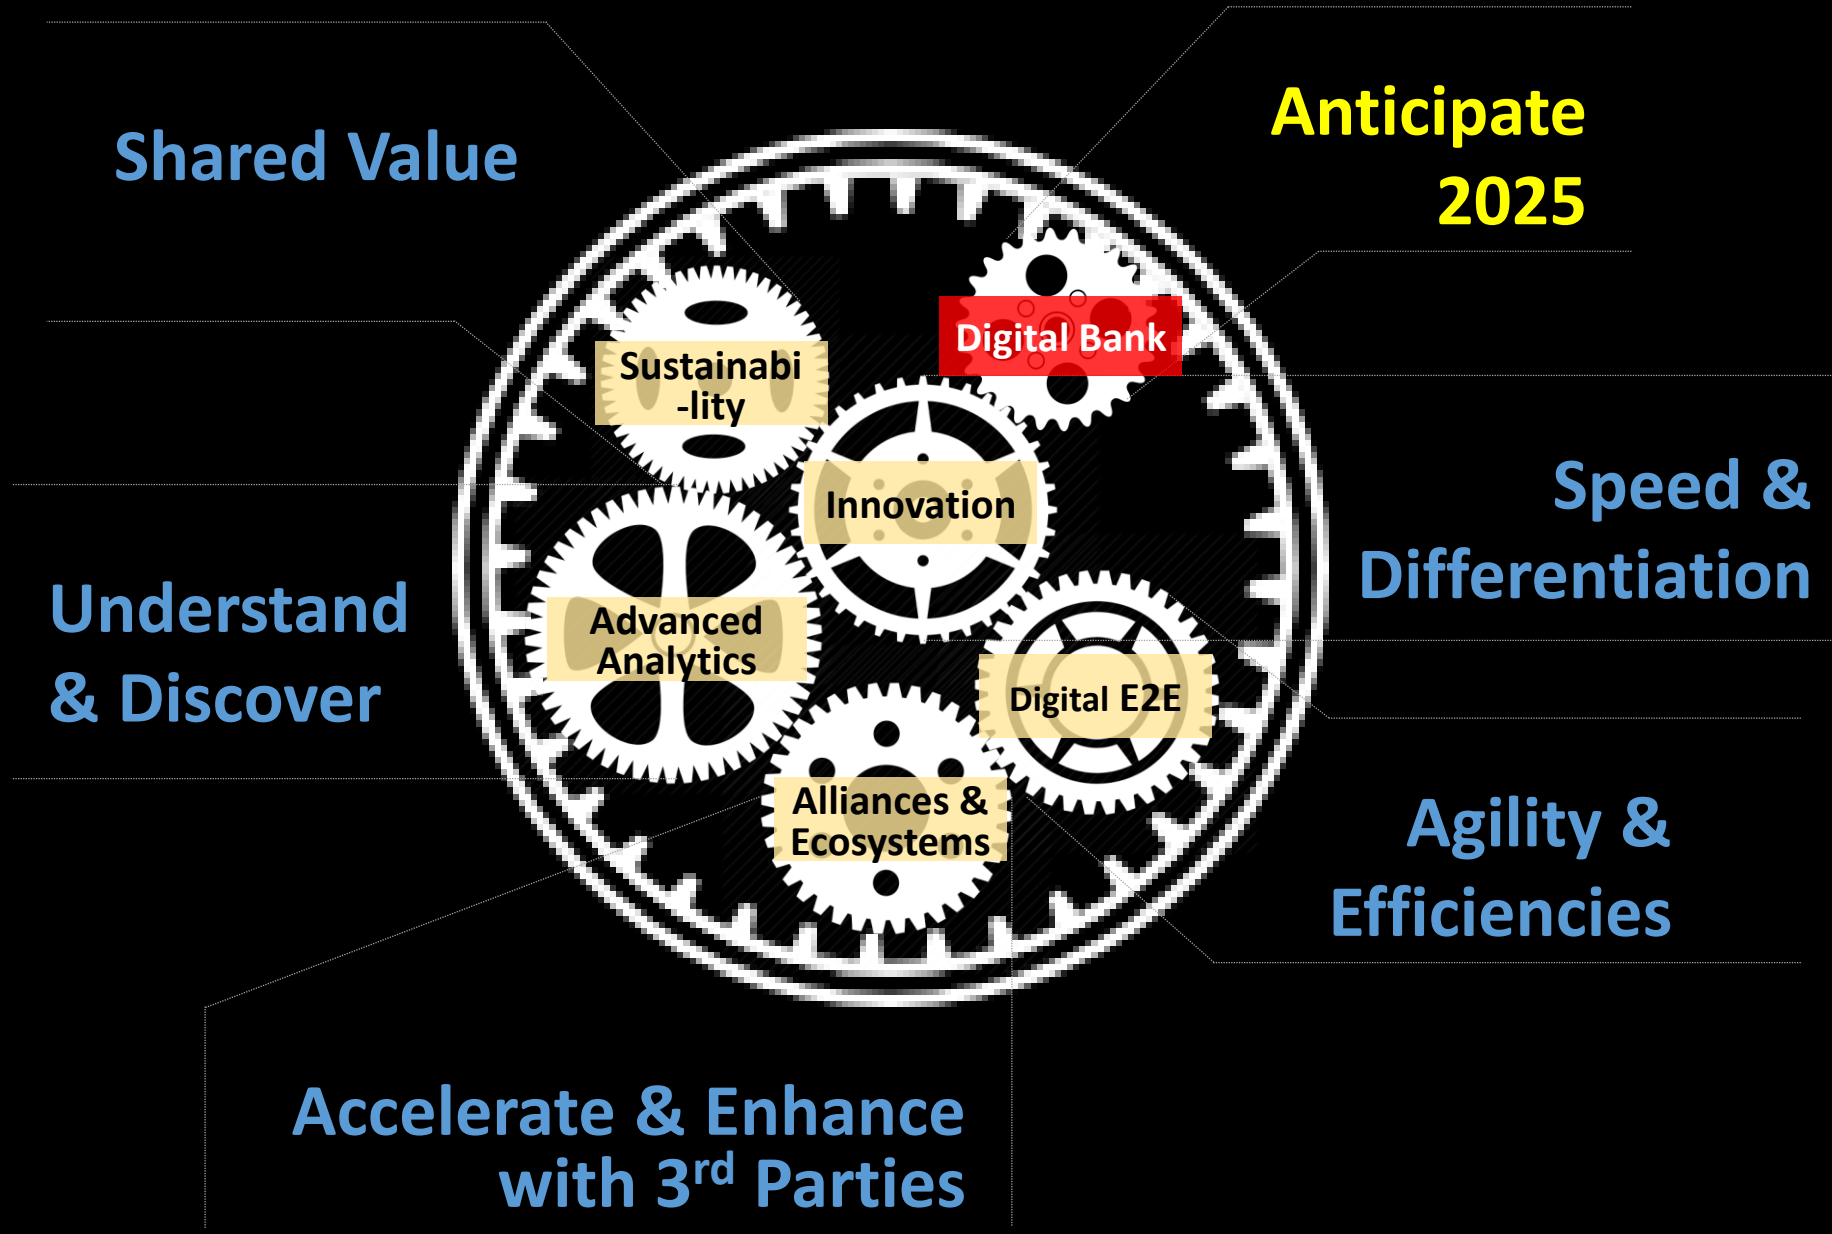 Shared Value
Anticipate
2025
Digital Bank
Sustainabi
-lity
Innovation
Speed &
Differentiation
Understand
& Discover
Advanced
Analytics
Digital E2E
Alliances &
Ecosystems
Agility &
Efficiencies
Accelerate & Enhance
with 3rd Parties